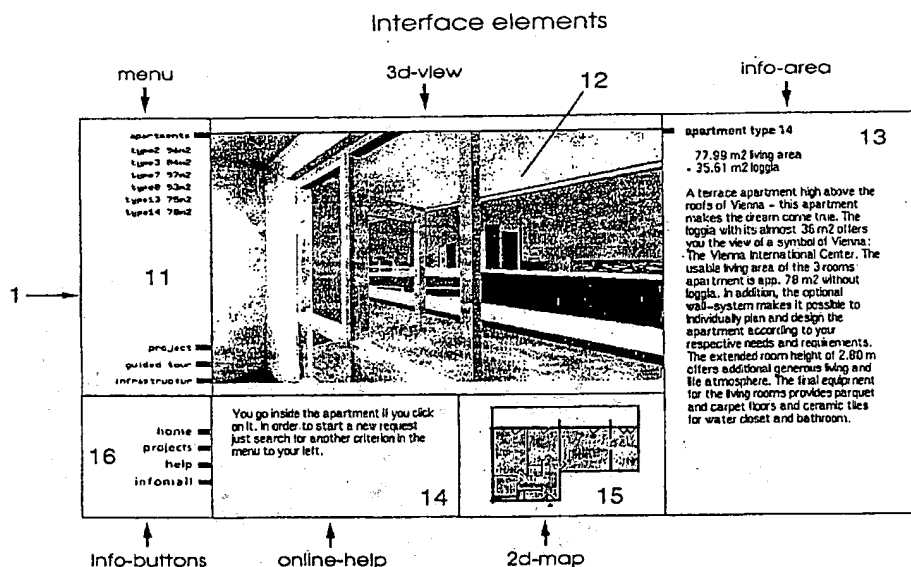 Interface elements
menu
3d-view
12
info-area
apartments
type2 94m2
type3 84m2
type7 97m2
type8 93m2
type13 75m2
type14 78m2
11
1
project
guided tour
infrastructur
apartment type 14
13
77.99 m2 living area
35.61 m2 loggia
A terrace apartment high above the
roofs of Vienna - this apartment
makes the dream come true. The
loggia with its almost 36 m2 offers
you the view of a symbol of Vienna:
The Vienna International Center. The
usable living area of the 3 rooms
apartment is app. 78 m2 without
loggia. In addition, the optional
wall-system makes it possible to
individually plan and design the
apartment according to your
respective needs and requirements.
The extended room height of 2.80 m
offers additional generous living and
life atmosphere. The final equipment
for the living rooms provides parquet
and carpet floors and ceramic tiles
for water closet and bathroom.
16
home
projects
help
infomall
You go inside the apartment if you click
on it. In order to start a new request
just search for another criterion in the
menu to your left.
14
15
Info-buttons
online-help
2d-map